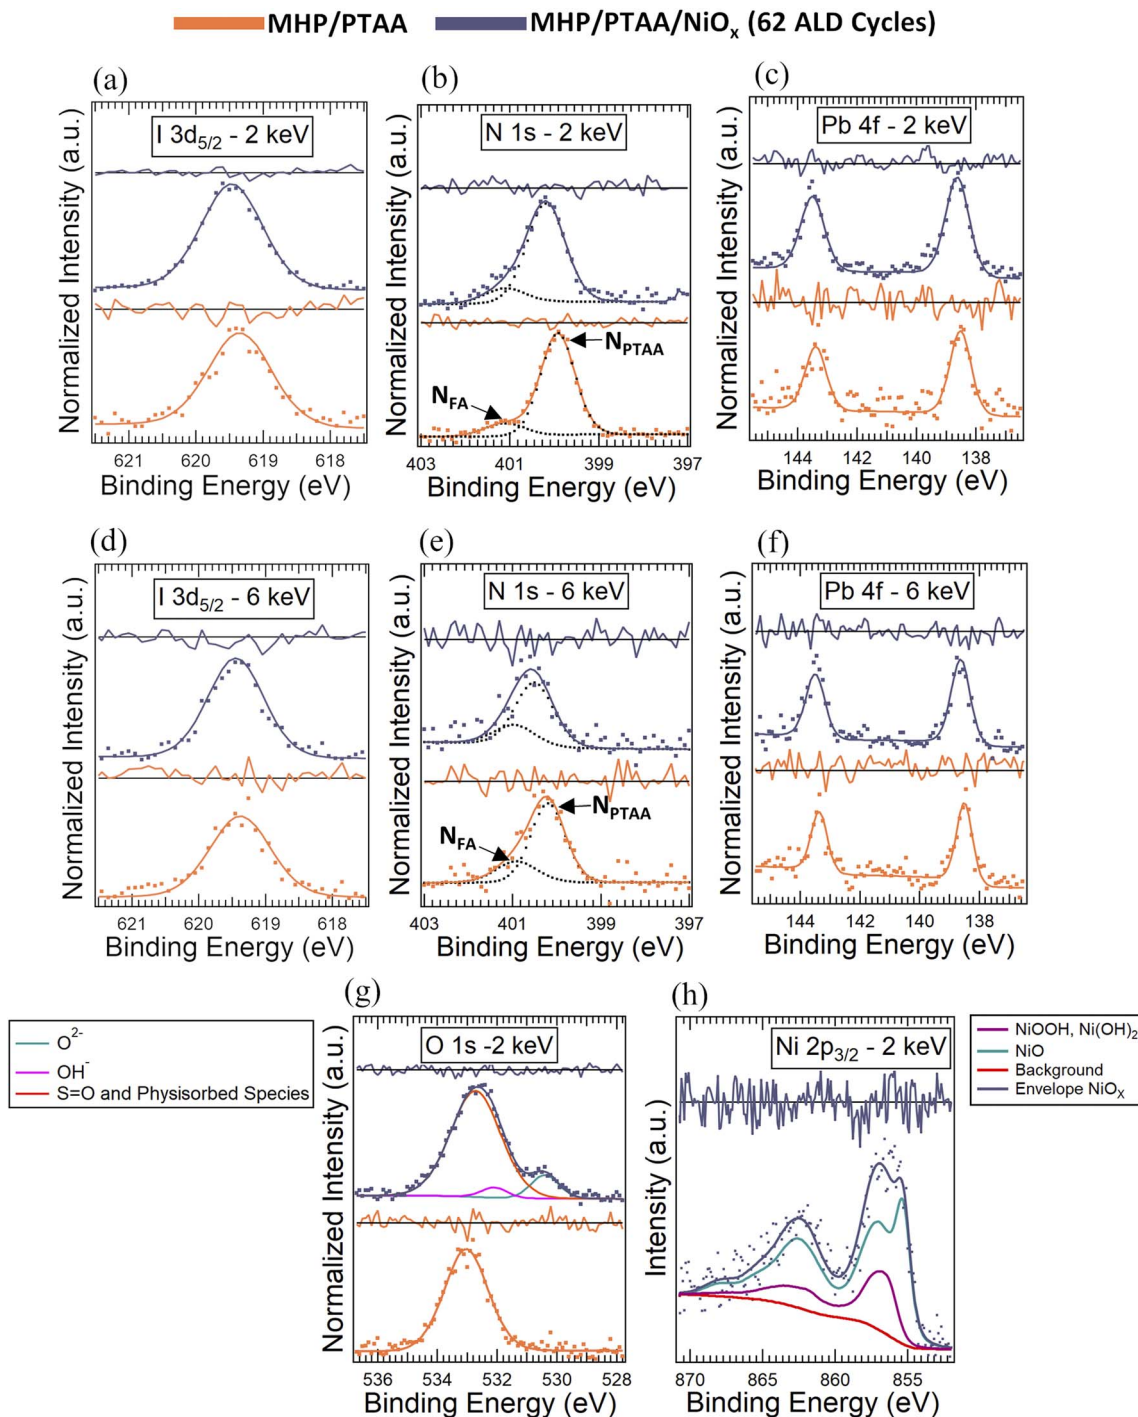 MHP/PTAA MHP/PTAA/NiOx (62 ALD Cycles)
(a) (b) (c)
I 3d5/2 - 2 keV
N 1s - 2 keV
Pb 4f - 2 keV
Normalized Intensity (a.u.)
Normalized Intensity (a.u.)
Normalized Intensity (a.u.)
NPTAA
NFA
621 620 619 618
403 401 399 397
144 142 140 138
Binding Energy (eV)
Binding Energy (eV)
Binding Energy (eV)
(d) (e) (f)
I 3d5/2 - 6 keV
N 1s - 6 keV
Pb 4f - 6 keV
Normalized Intensity (a.u.)
Normalized Intensity (a.u.)
Normalized Intensity (a.u.)
NPTAA
NFA
621 620 619 618
403 401 399 397
144 142 140 138
Binding Energy (eV)
Binding Energy (eV)
Binding Energy (eV)
(g) (h)
O2-
OH-
S=O and Physisorbed Species
O 1s -2 keV
Normalized Intensity (a.u.)
536 534 532 530 528
Binding Energy (eV)
Ni 2p3/2 - 2 keV
Intensity (a.u.)
870 865 860 855
Binding Energy (eV)
NiOOH, Ni(OH)2
NiO
Background
Envelope NiOX